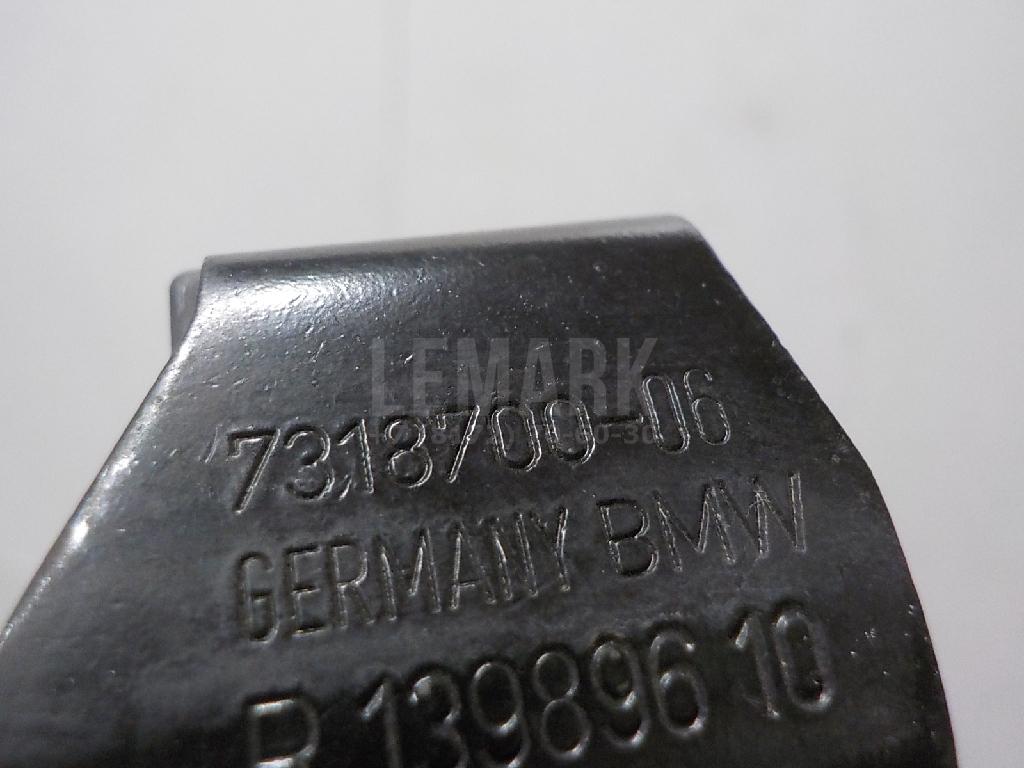 LEMARK
7318700-06
GERMANY BMW
R 139896 10